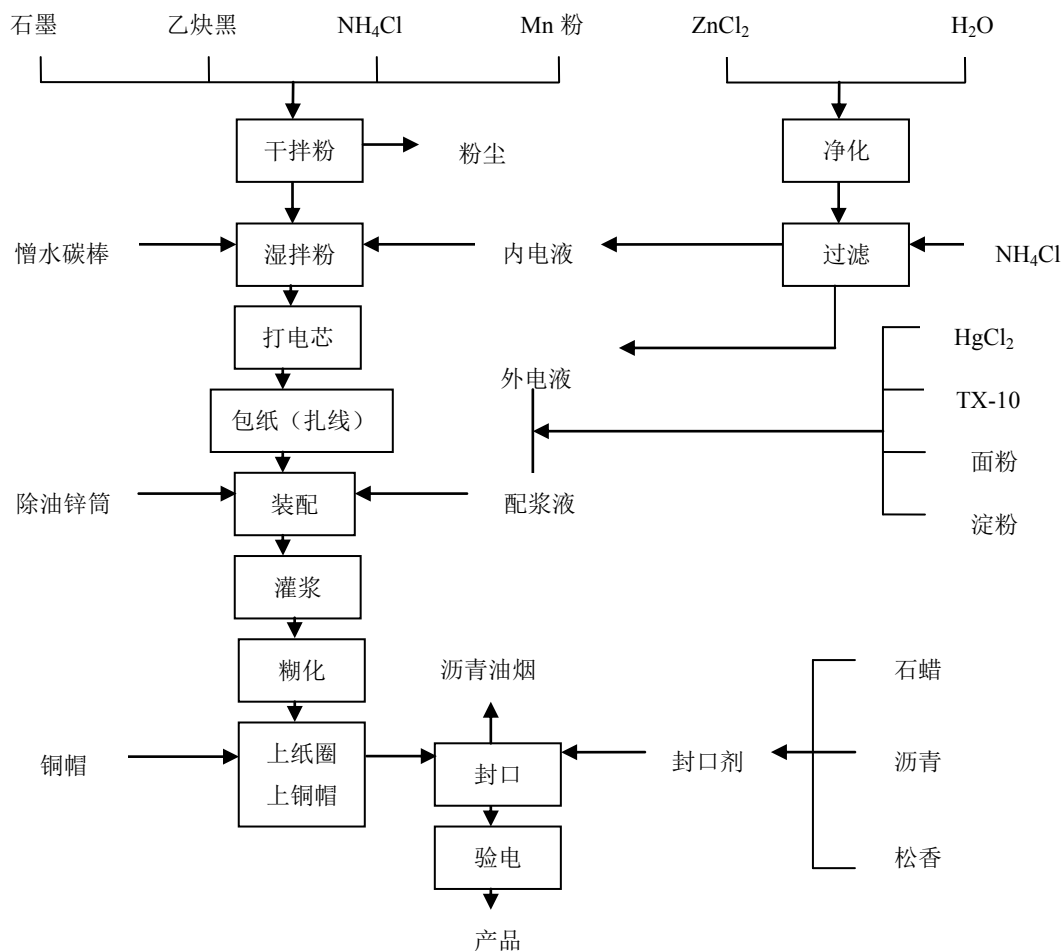 石墨
乙炔黑
NH₄Cl
Mn 粉
ZnCl₂
H₂O
干拌粉
粉尘
净化
憎水碳棒
湿拌粉
内电液
过滤
NH₄Cl
打电芯
外电液
HgCl₂
TX-10
包纸（扎线）
面粉
除油锌筒
装配
配浆液
淀粉
灌浆
糊化
沥青油烟
石蜡
铜帽
上纸圈
上铜帽
封口
封口剂
沥青
验电
松香
产品